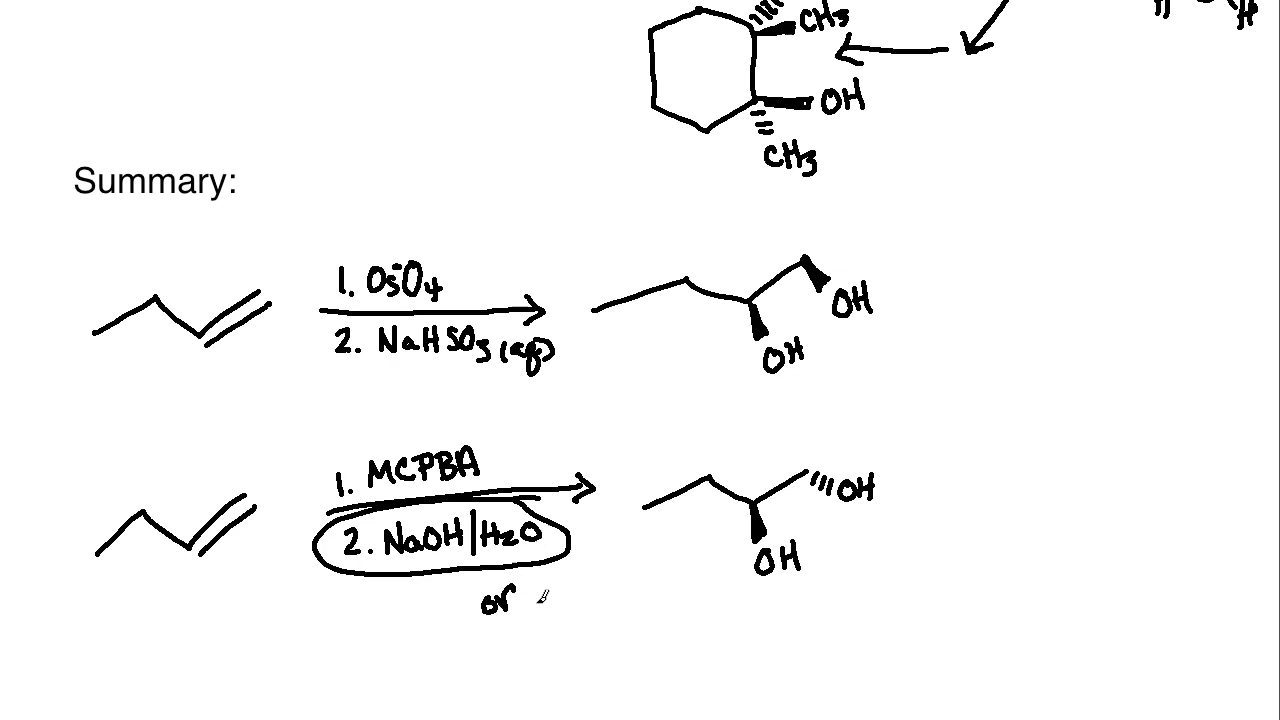 H H
CH3
OH
CH3
Summary:
1. OsO4
2. NaHSO3 (aq)
OH
OH
1. MCPBA
2. NaOH/H2O
OH
OH
or